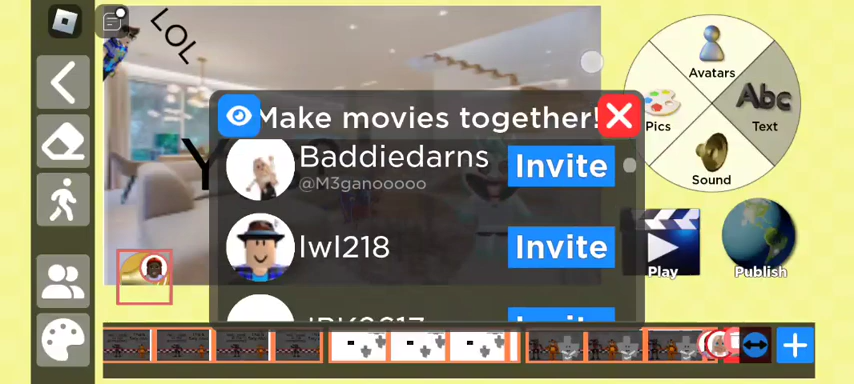 LOL
Make movies together!
Baddiedarns
@M3ganooooo
Invite
lwl218
Invite
Avatars
Pics
Abc
Text
Sound
Play
Publish